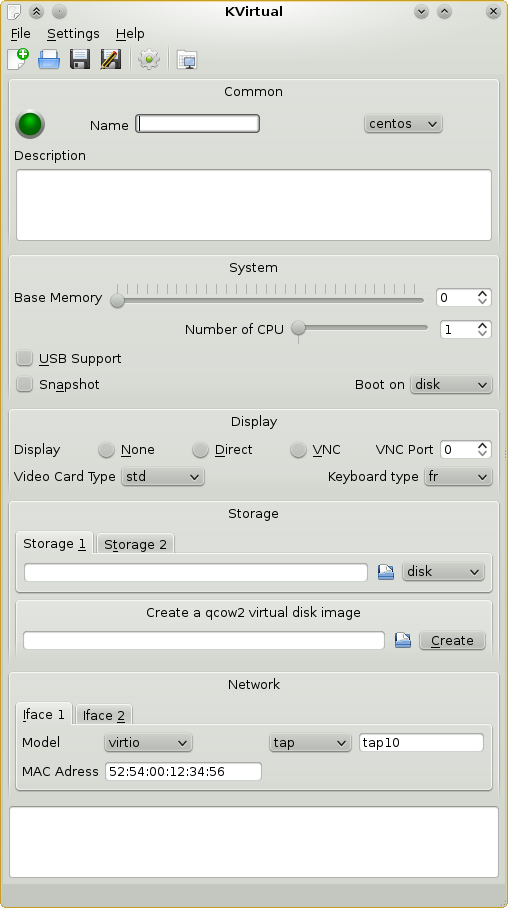 KVirtual
File Settings Help
Common
Name centos
Description
System
Base Memory 0
Number of CPU 1
USB Support
Snapshot Boot on disk
Display
Display None Direct VNC VNC Port 0
Video Card Type std Keyboard type fr
Storage
Storage 1 Storage 2
disk
Create a qcow2 virtual disk image
Create
Network
Iface 1 Iface 2
Model virtio tap tap10
MAC Adress 52:54:00:12:34:56